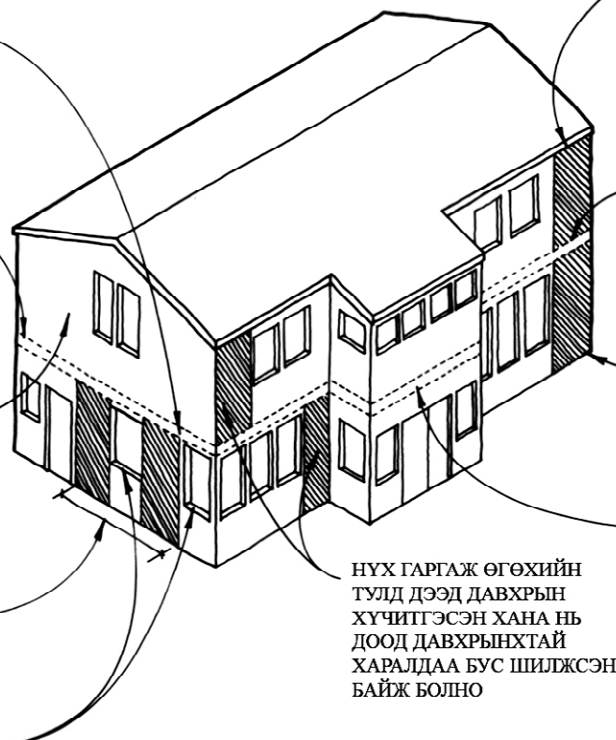 НҮХ ГАРГАЖ ӨГӨХИЙН
ТУЛД ДЭЭД ДАВХРЫН
ХҮЧИТГЭСЭН ХАНА НЬ
ДООД ДАВХРЫНХТАЙ
ХАРАЛДАА БУС ШИЛЖСЭН
БАЙЖ БОЛНО